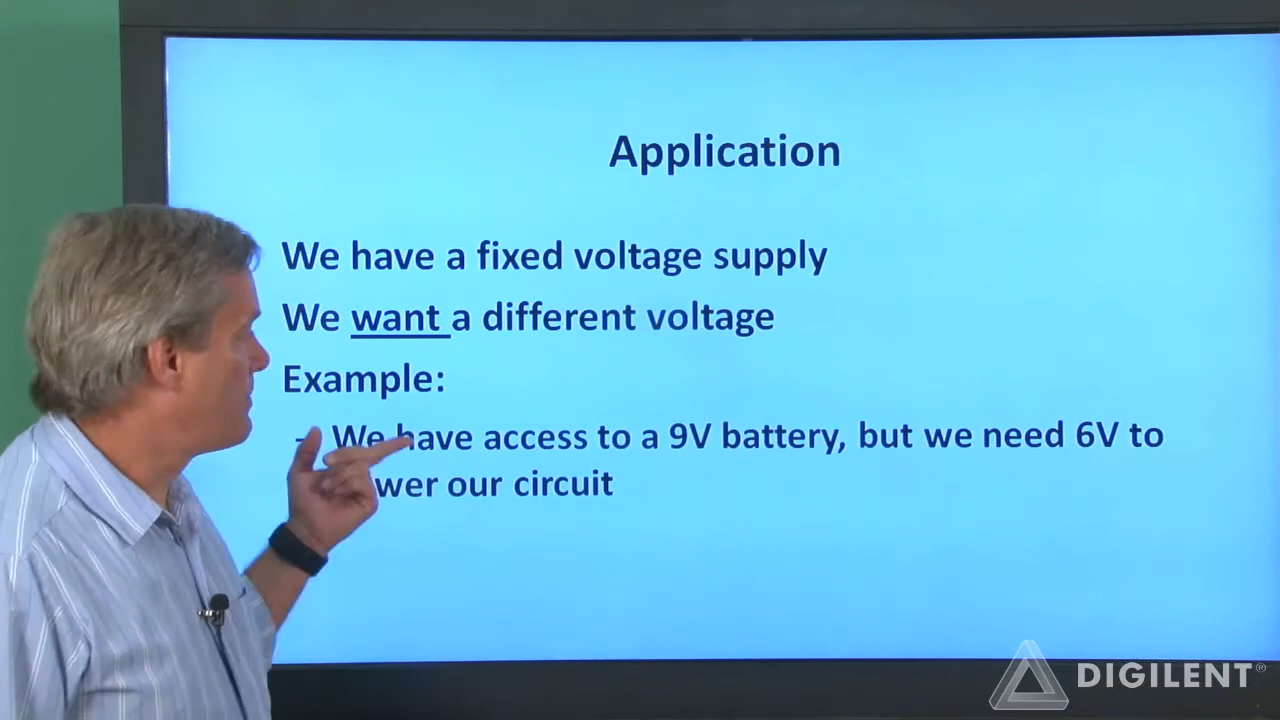 Application
We have a fixed voltage supply
We want a different voltage
Example:
- We have access to a 9V battery, but we need 6V to
wer our circuit
DIGILENT®